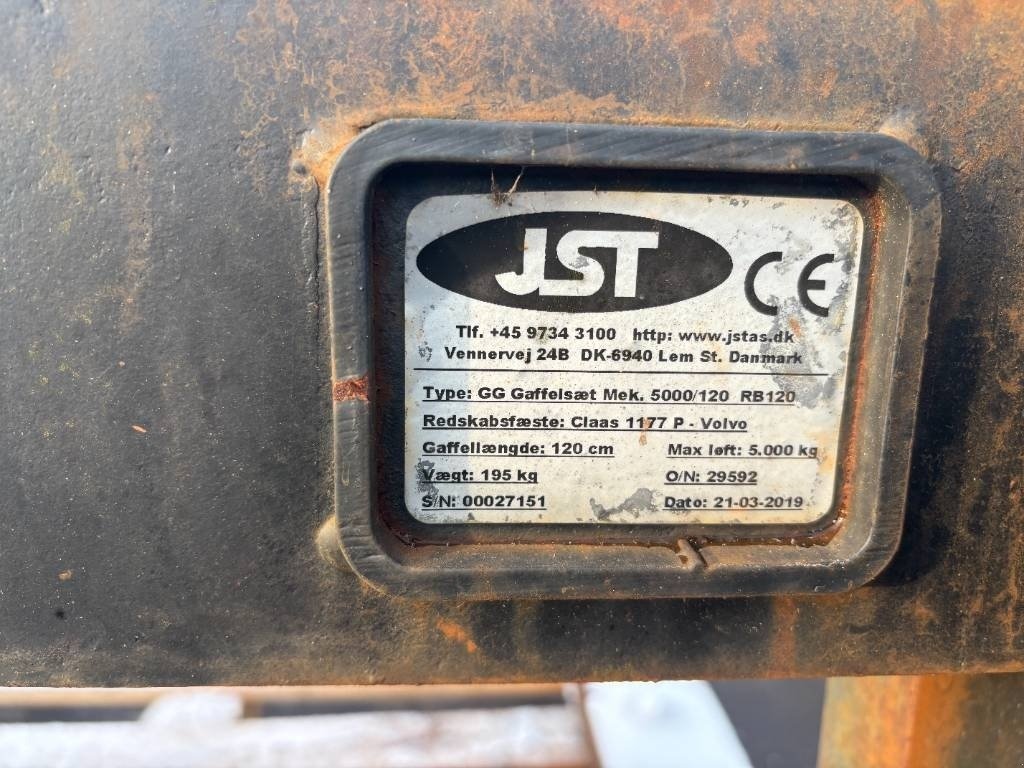 JST CE
Tlf. +45 9734 3100 http: www.jstas.dk
Vennervej 24B DK-6940 Lem St. Danmark
Type: GG Gaffelsæt Mek. 5000/120 RB120
Redskabsfæste: Claas 1177 P - Volvo
Gaffellængde: 120 cm Max løft: 5.000 kg
Vægt: 195 kg O/N: 29592
S/N: 00027151 Dato: 21-03-2019